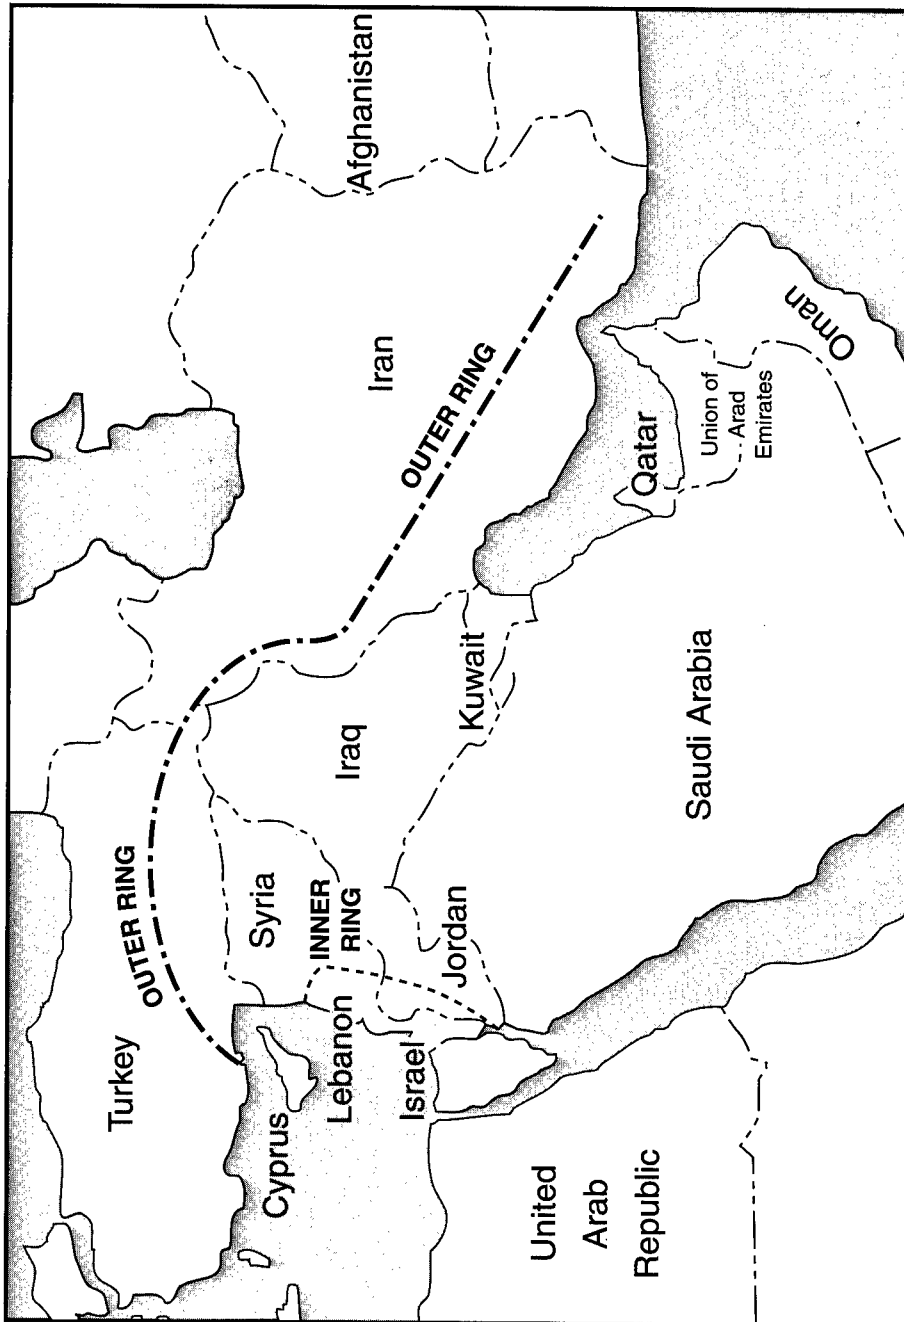 Turkey
OUTER RING
Cyprus
Syria
INNER
RING
Lebanon
Israel
Jordan
Iraq
Kuwait
OUTER RING
Iran
Afghanistan
Qatar
Union of
Arad
Emirates
Oman
Saudi Arabia
United
Arab
Republic